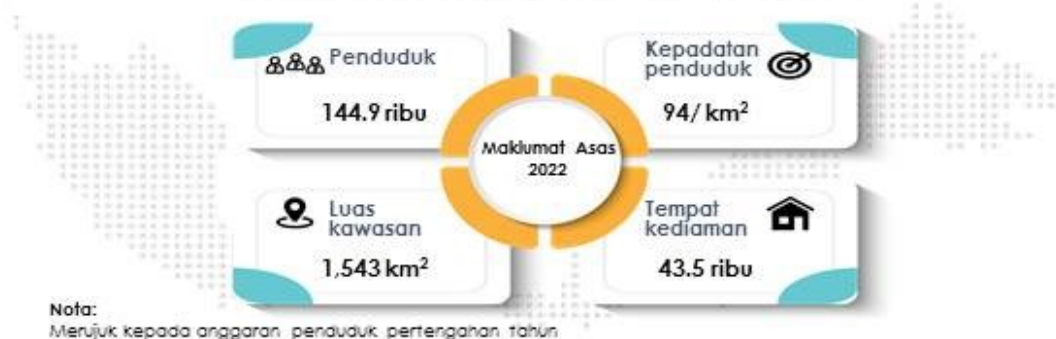 Penduduk
144.9 ribu
Kepadatan
penduduk
94/ km²
Maklumat Asas
2022
Luas
kawasan
1,543 km²
Tempat
kediaman
43.5 ribu
Nota:
Merujuk kepada anggaran penduduk pertengahan tahun